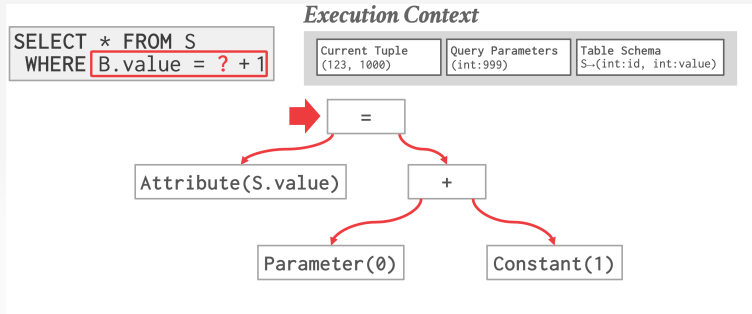 Execution Context
SELECT * FROM S
WHERE B.value = ? + 1
Current Tuple
(123, 1000)
Query Parameters
(int:999)
Table Schema
S→(int:id, int:value)
=
Attribute(S.value)
+
Parameter(0)
Constant(1)